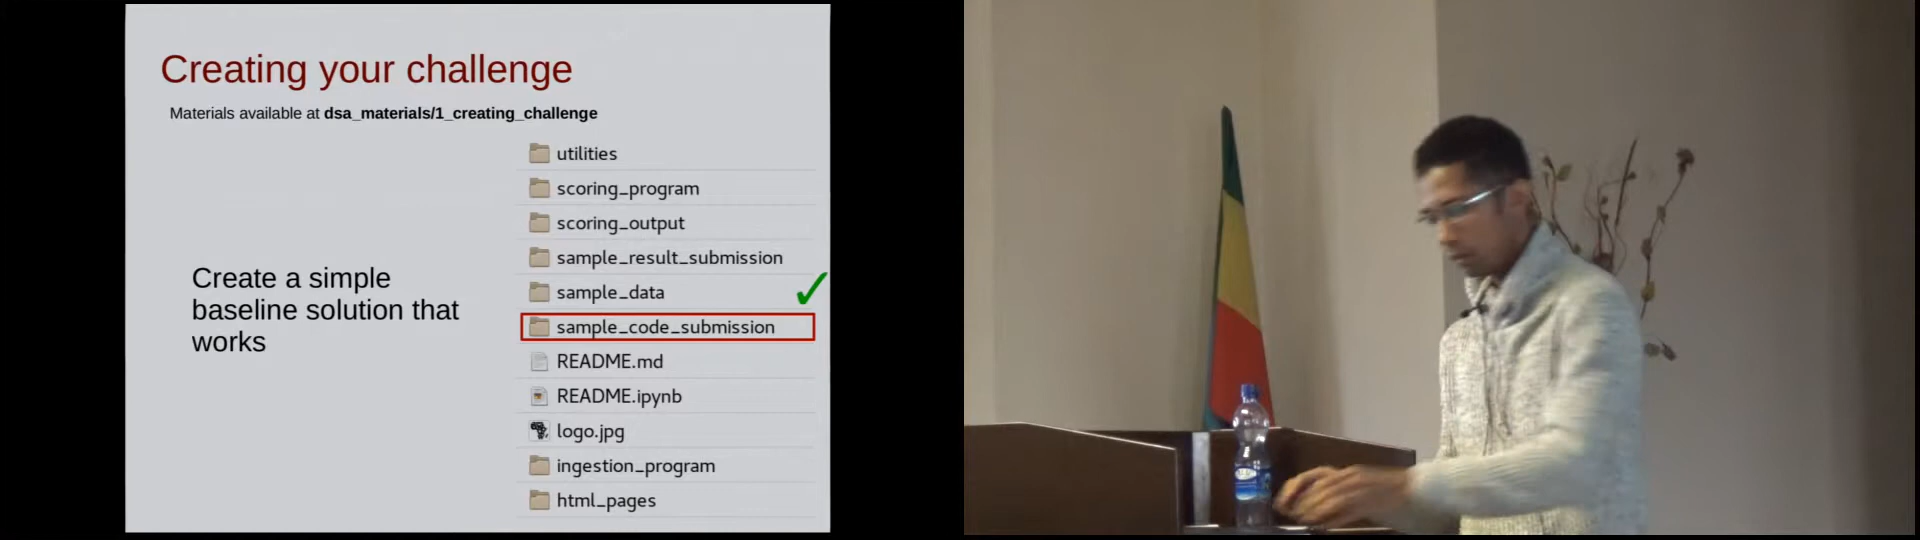 Creating your challenge
Materials available at dsa_materials/1_creating_challenge
utilities
scoring_program
scoring_output
sample_result_submission
sample_data
sample_code_submission
README.md
README.ipynb
logo.jpg
ingestion_program
html_pages
Create a simple
baseline solution that
works